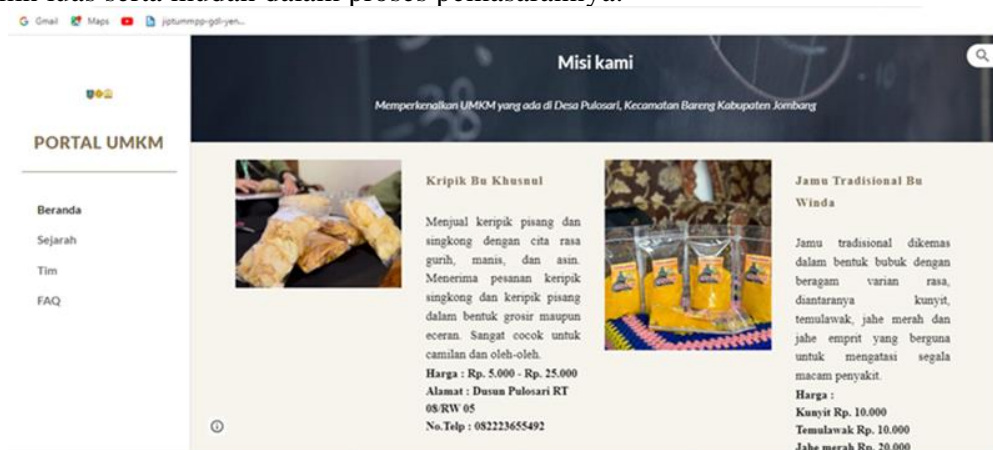 serta mudah dalam proses pemasarannya.
Gmail Maps jiptummpp-gdl-yen...
Misi kami
Memperkenalkan UMKM yang ada di Desa Pulosari, Kecamatan Bareng Kabupaten Jombang
PORTAL UMKM
Beranda
Sejarah
Tim
FAQ
Kripik Bu Khusnul
Menjual keripik pisang dan
singkong dengan cita rasa
gurih, manis, dan asin.
Menerima pesanan keripik
singkong dan keripik pisang
dalam bentuk grosir maupun
eceran. Sangat cocok untuk
camilan dan oleh-oleh.
Harga : Rp. 5.000 - Rp. 25.000
Alamat : Dusun Pulosari RT
08/RW 05
No.Telp : 082223655492
Jamu Tradisional Bu
Winda
Jamu tradisional dikemas
dalam bentuk bubuk dengan
beragam varian rasa,
diantaranya kunyit,
temulawak, jahe merah dan
jahe emprit yang berguna
untuk mengatasi segala
macam penyakit.
Harga :
Kunyit Rp. 10.000
Temulawak Rp. 10.000
Jahe merah Rp. 20.000